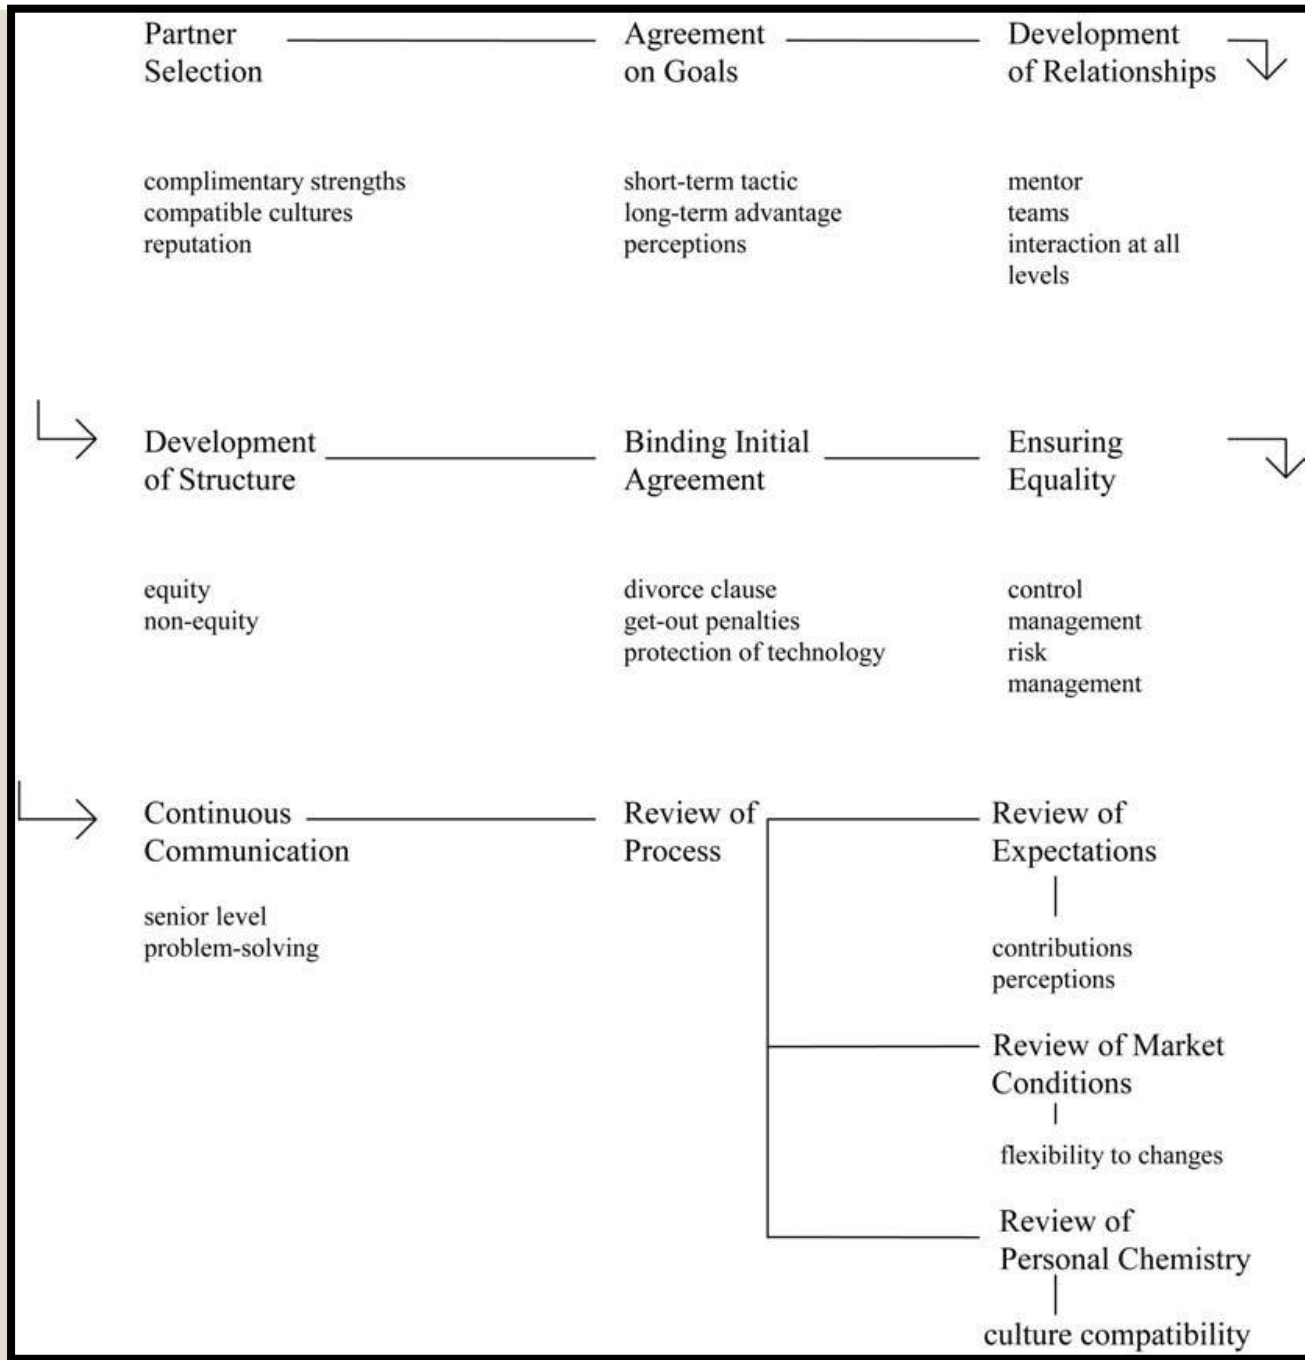 Partner
Selection
Agreement
on Goals
Development
of Relationships
complimentary strengths
compatible cultures
reputation
short-term tactic
long-term advantage
perceptions
mentor
teams
interaction at all
levels
Development
of Structure
Binding Initial
Agreement
Ensuring
Equality
equity
non-equity
divorce clause
get-out penalties
protection of technology
control
management
risk
management
Continuous
Communication
senior level
problem-solving
Review of
Process
Review of
Expectations
contributions
perceptions
Review of Market
Conditions
flexibility to changes
Review of
Personal Chemistry
culture compatibility